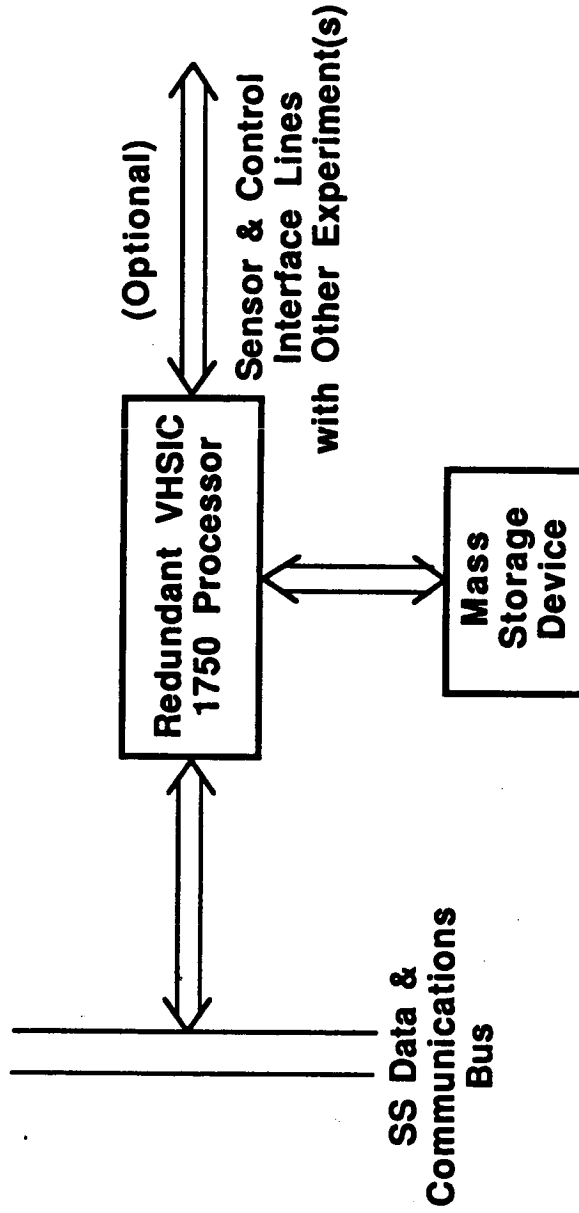 (Optional)
Redundant VHSIC
1750 Processor
Sensor & Control
Interface Lines
with Other Experiment(s)
SS Data &
Communications
Bus
Mass
Storage
Device